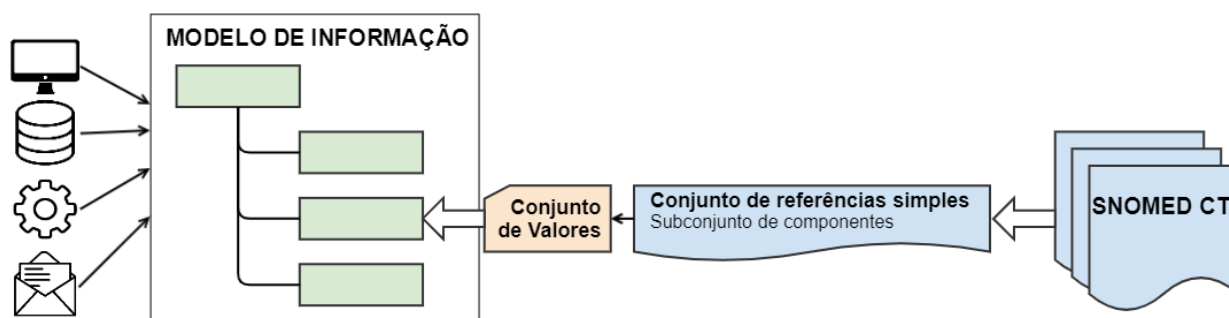 MODELO DE INFORMAÇÃO
Conjunto
de Valores
Conjunto de referências simples
Subconjunto de componentes
SNOMED CT